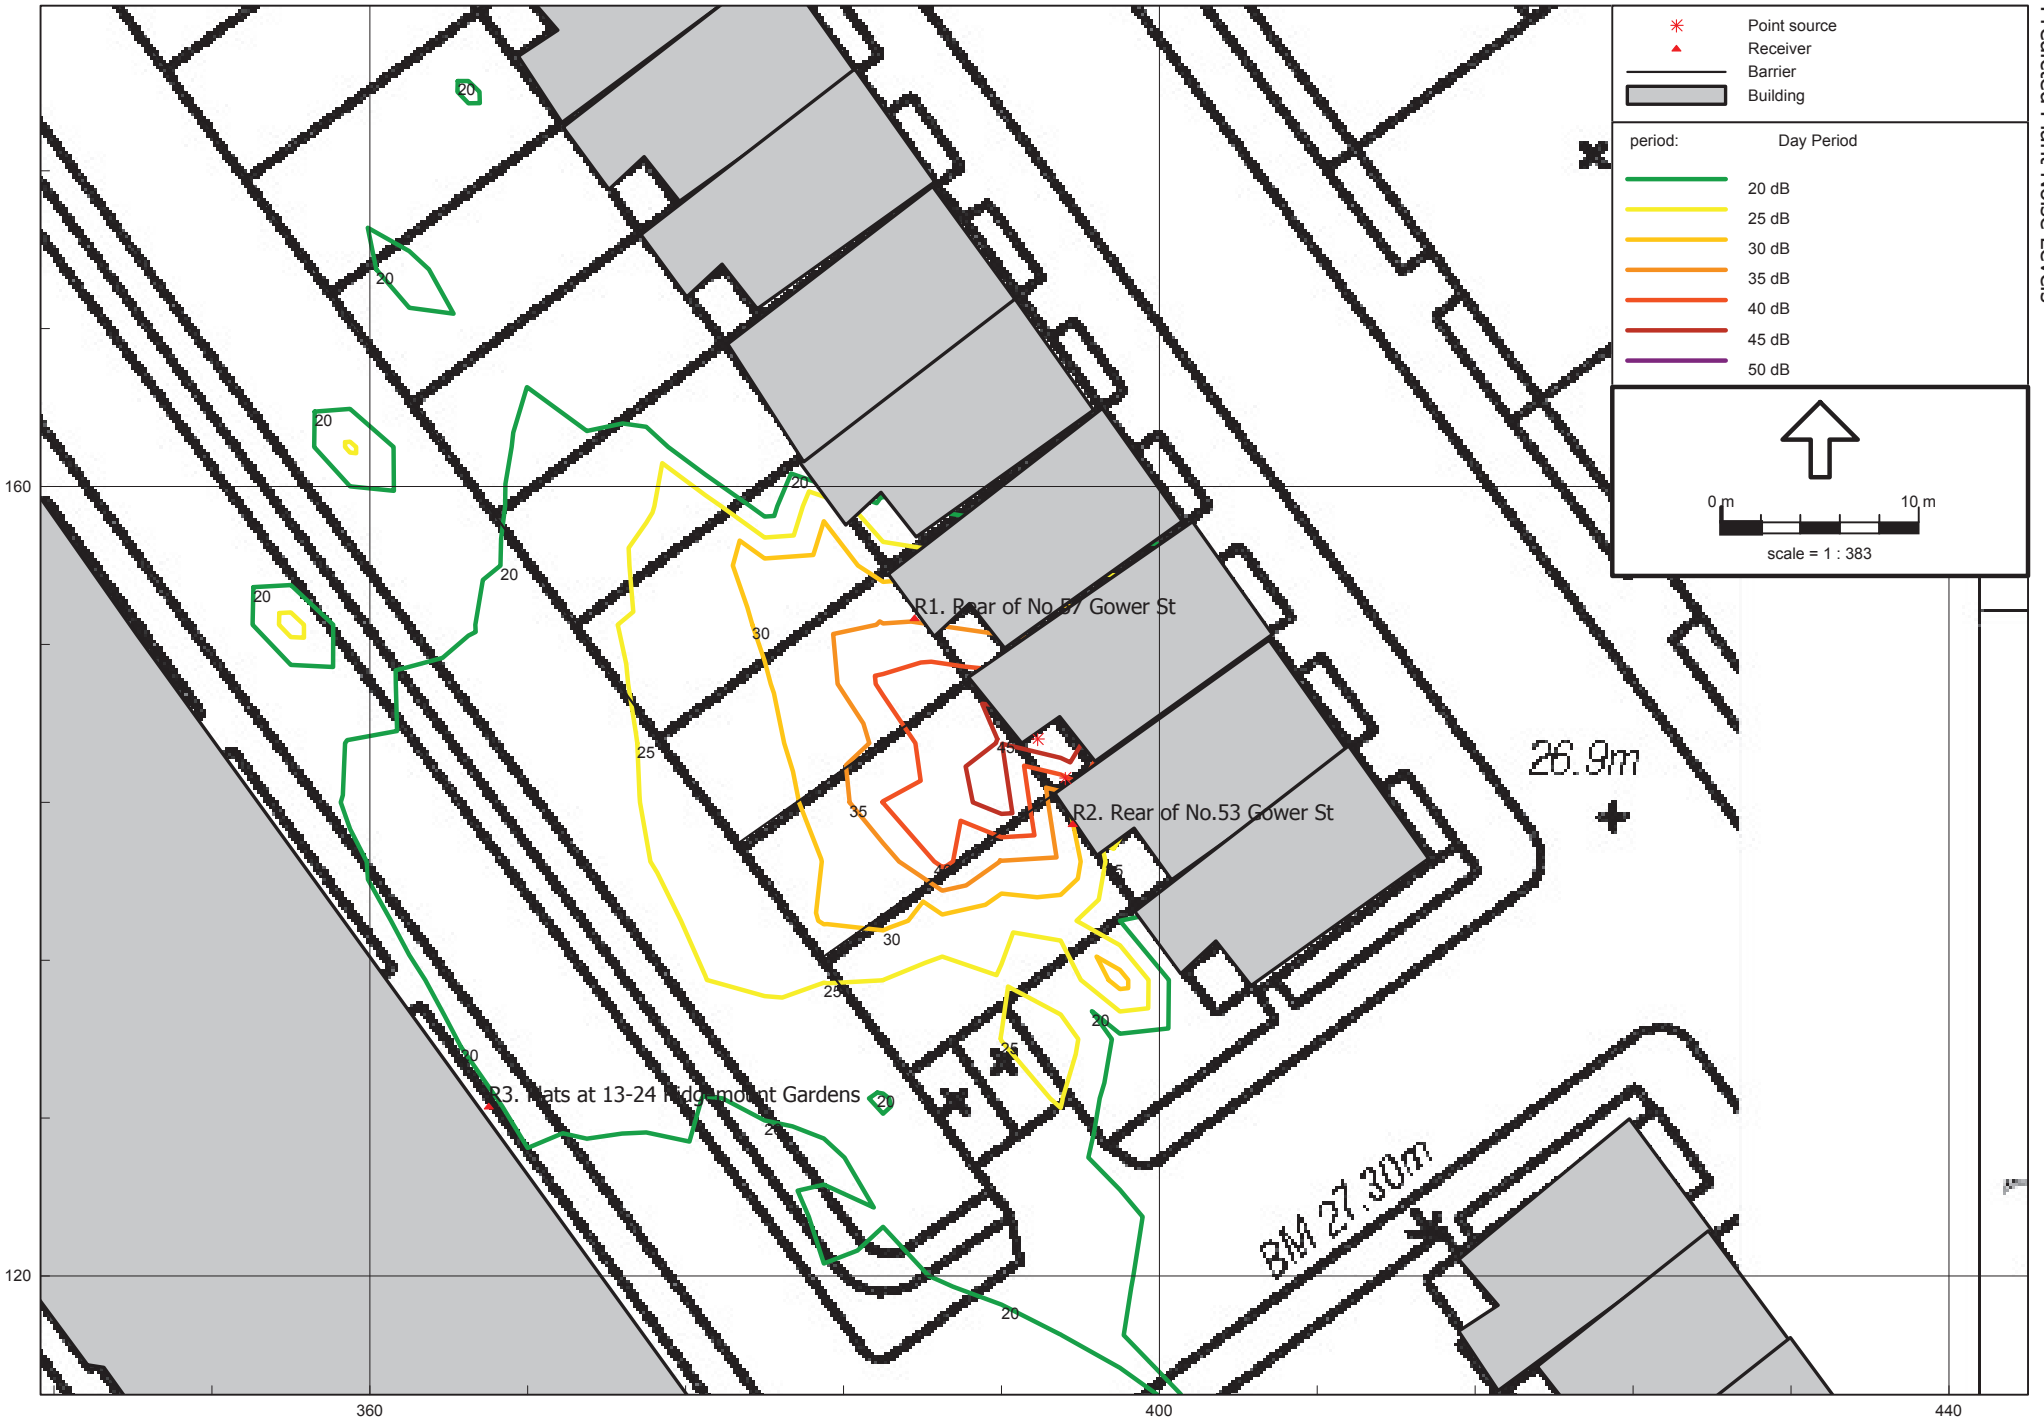 Point source
Receiver
Barrier
Building
period: Day Period
20 dB
25 dB
30 dB
35 dB
40 dB
45 dB
50 dB
0 m 10 m
scale = 1 : 383
20
20
20
20
160
20
20
R1. Rear of No 57 Gower St
30
25
45
26.9m
35
R2. Rear of No.53 Gower St
30
25
20
25
20
R3. Flats at 13-24 Ridgemount Gardens
20
BM 27.30m
120
20
360
400
440